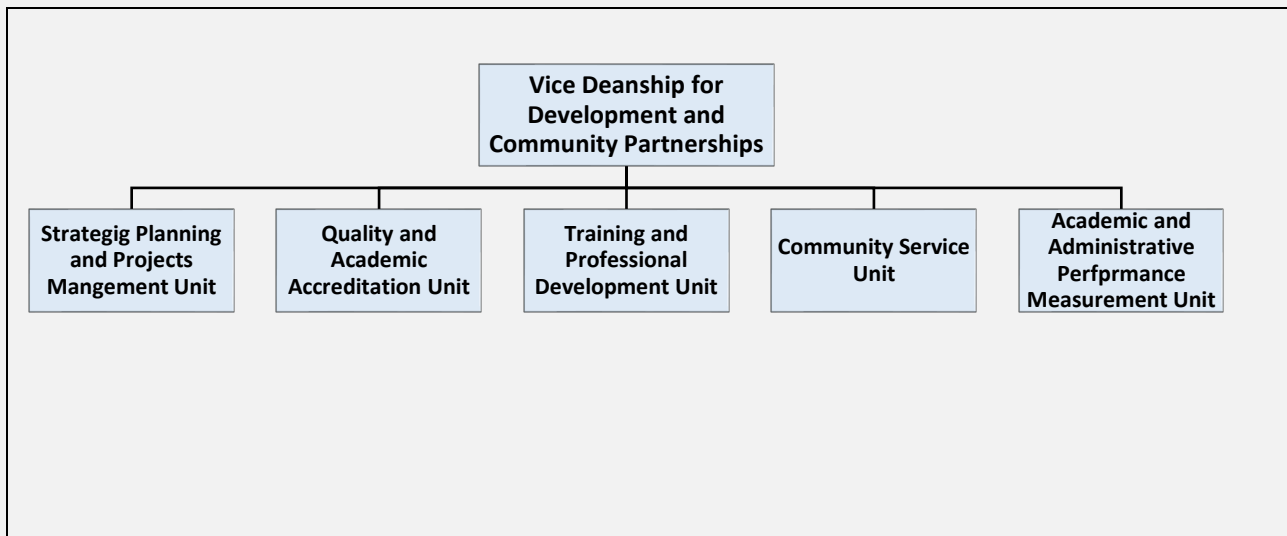 Vice Deanship for
Development and
Community Partnerships
Strategig Planning
and Projects
Mangement Unit
Quality and
Academic
Accreditation Unit
Training and
Professional
Development Unit
Community Service
Unit
Academic and
Administrative
Perfprmance
Measurement Unit